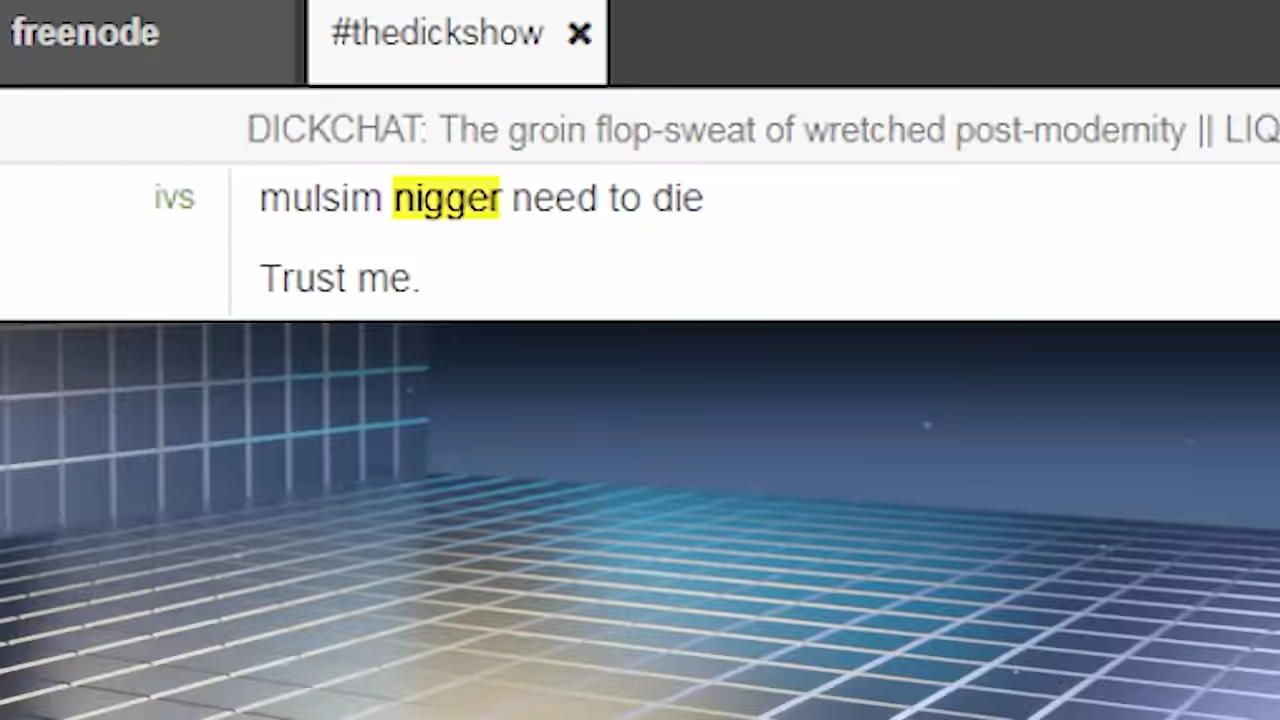 freenode
#thedickshow ✕
DICKCHAT: The groin flop-sweat of wretched post-modernity || LIQ
ivs mulsim nigger need to die
Trust me.